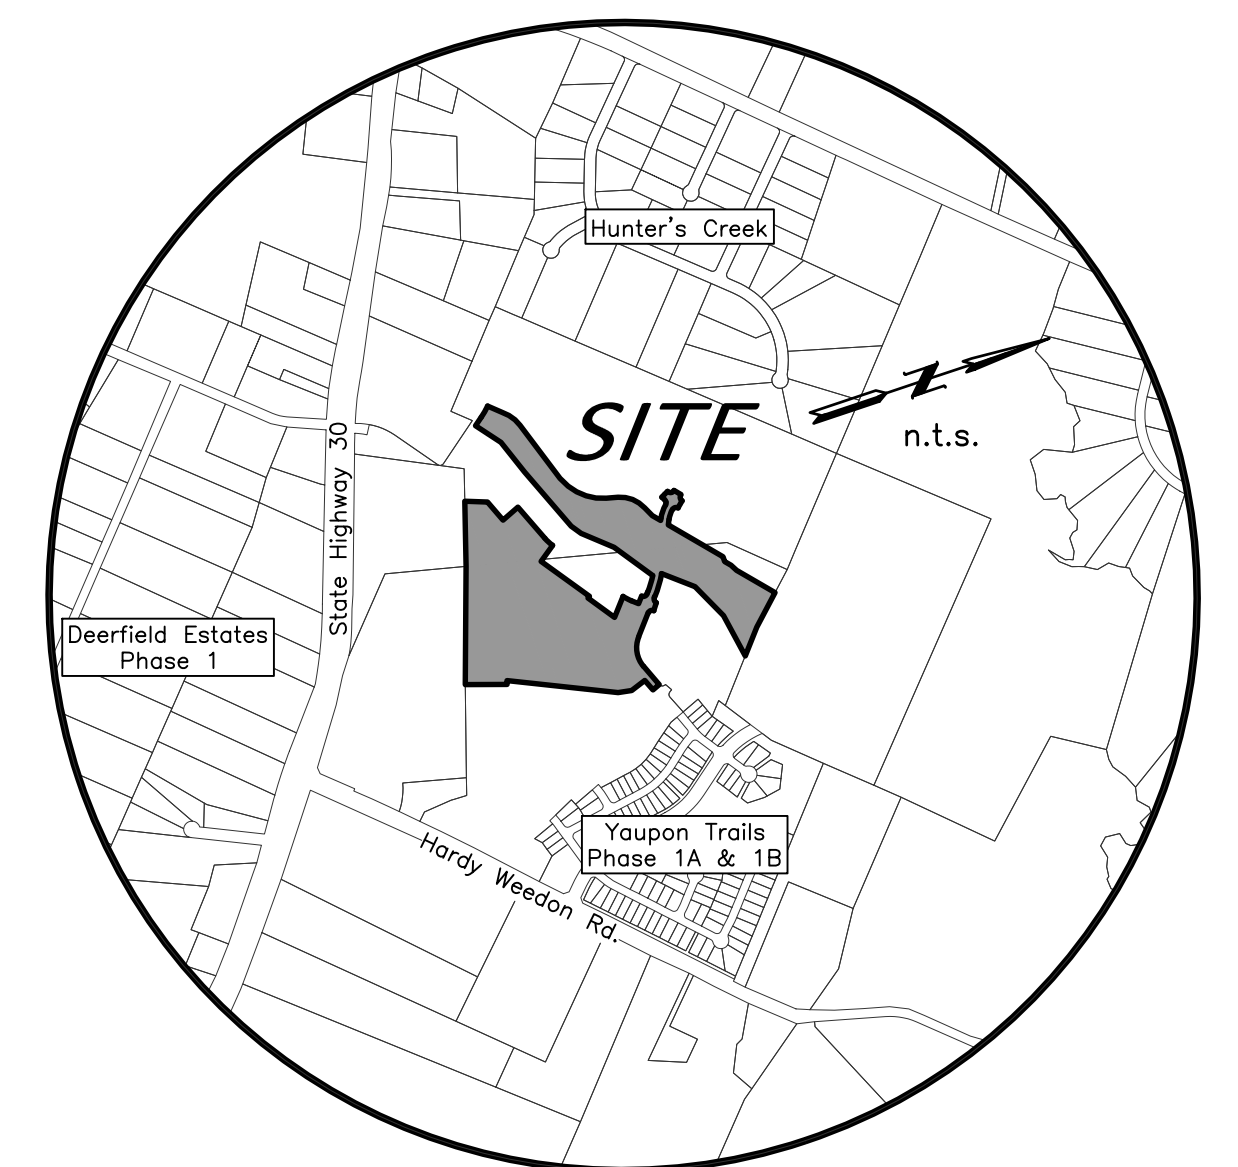 Hunter's Creek
SITE
N
n.t.s.
State Highway 30
Deerfield Estates
Phase 1
Yaupon Trails
Phase 1A & 1B
Hardy Weedon Rd.